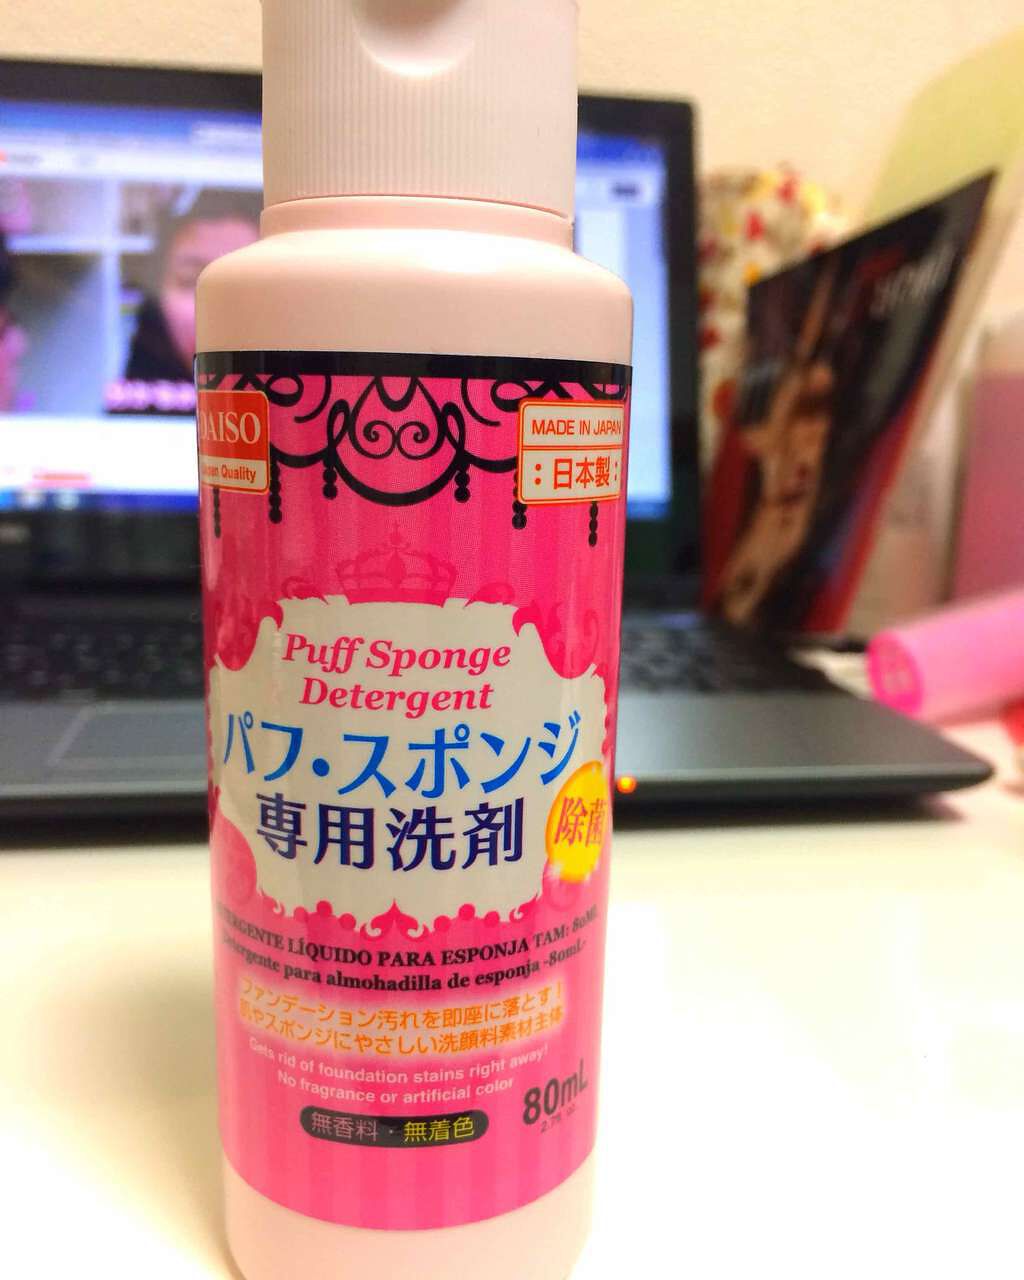 DAISO
Japan Quality
MADE IN JAPAN
:日本製:
Puff Sponge
Detergent
パフ・スポンジ
専用洗剤
除菌
DETERGENTE LÍQUIDO PARA ESPONJA TAM: 80ML
Detergente para almohadilla de esponja -80mL-
ファンデーション汚れを即座に落とす!
肌やスポンジにやさしい洗顔料素材主体
Gets rid of foundation stains right away!
No fragrance or artificial color
80mL
無香料・無着色